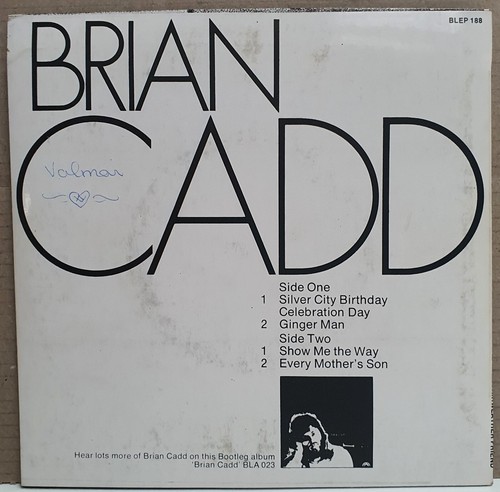 BLEP 188
BRIAN
CADD
Valmai
Side One
1 Silver City Birthday
Celebration Day
2 Ginger Man
Side Two
1 Show Me the Way
2 Every Mother's Son
Hear lots more of Brian Cadd on this Bootleg album
'Brian Cadd' BLA 023